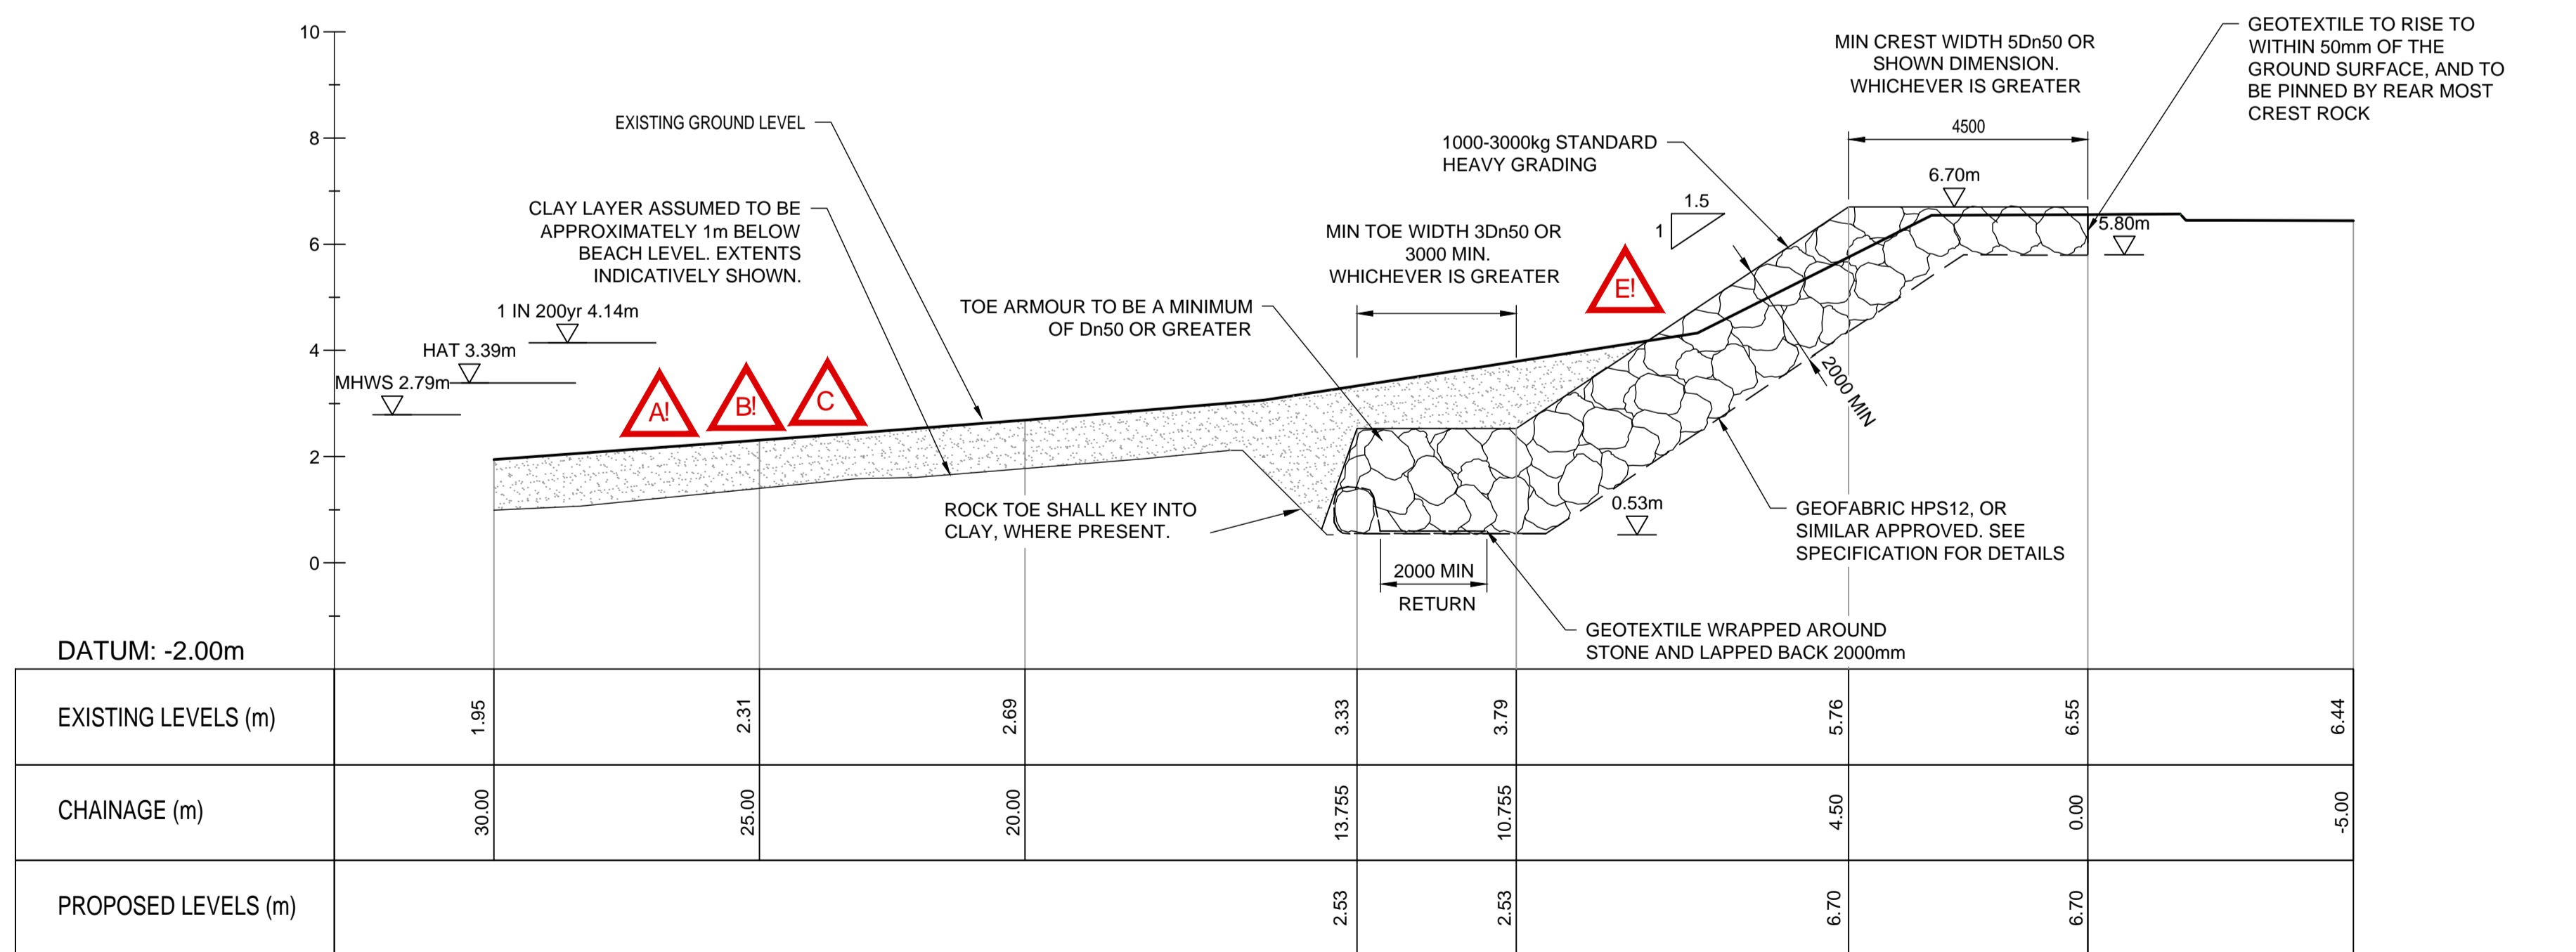 10
8
6
4
2
0
EXISTING GROUND LEVEL
CLAY LAYER ASSUMED TO BE
APPROXIMATELY 1m BELOW
BEACH LEVEL. EXTENTS
INDICATIVELY SHOWN.
1 IN 200yr 4.14m
HAT 3.39m
MHWS 2.79m
A!
B!
C
TOE ARMOUR TO BE A MINIMUM
OF Dn50 OR GREATER
MIN TOE WIDTH 3Dn50 OR
3000 MIN.
WHICHEVER IS GREATER
E!
1000-3000kg STANDARD
HEAVY GRADING
1.5
1
MIN CREST WIDTH 5Dn50 OR
SHOWN DIMENSION.
WHICHEVER IS GREATER
4500
6.70m
GEOTEXTILE TO RISE TO
WITHIN 50mm OF THE
GROUND SURFACE, AND TO
BE PINNED BY REAR MOST
CREST ROCK
5.80m
2000 MIN
ROCK TOE SHALL KEY INTO
CLAY, WHERE PRESENT.
0.53m
GEOFABRIC HPS12, OR
SIMILAR APPROVED. SEE
SPECIFICATION FOR DETAILS
2000 MIN
RETURN
GEOTEXTILE WRAPPED AROUND
STONE AND LAPPED BACK 2000mm
DATUM: -2.00m
EXISTING LEVELS (m) 1.95 2.31 2.69 3.33 3.79 5.76 6.55 6.44
CHAINAGE (m) 30.00 25.00 20.00 13.755 10.755 4.50 0.00 -5.00
PROPOSED LEVELS (m) 2.53 2.53 6.70 6.70